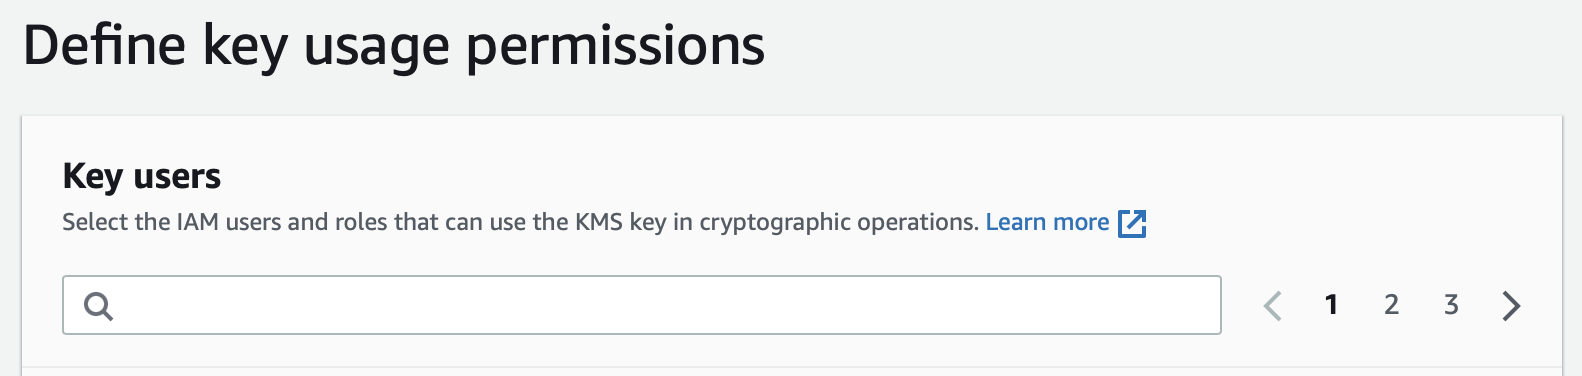 Define key usage permissions
Key users
Select the IAM users and roles that can use the KMS key in cryptographic operations. Learn more
1 2 3